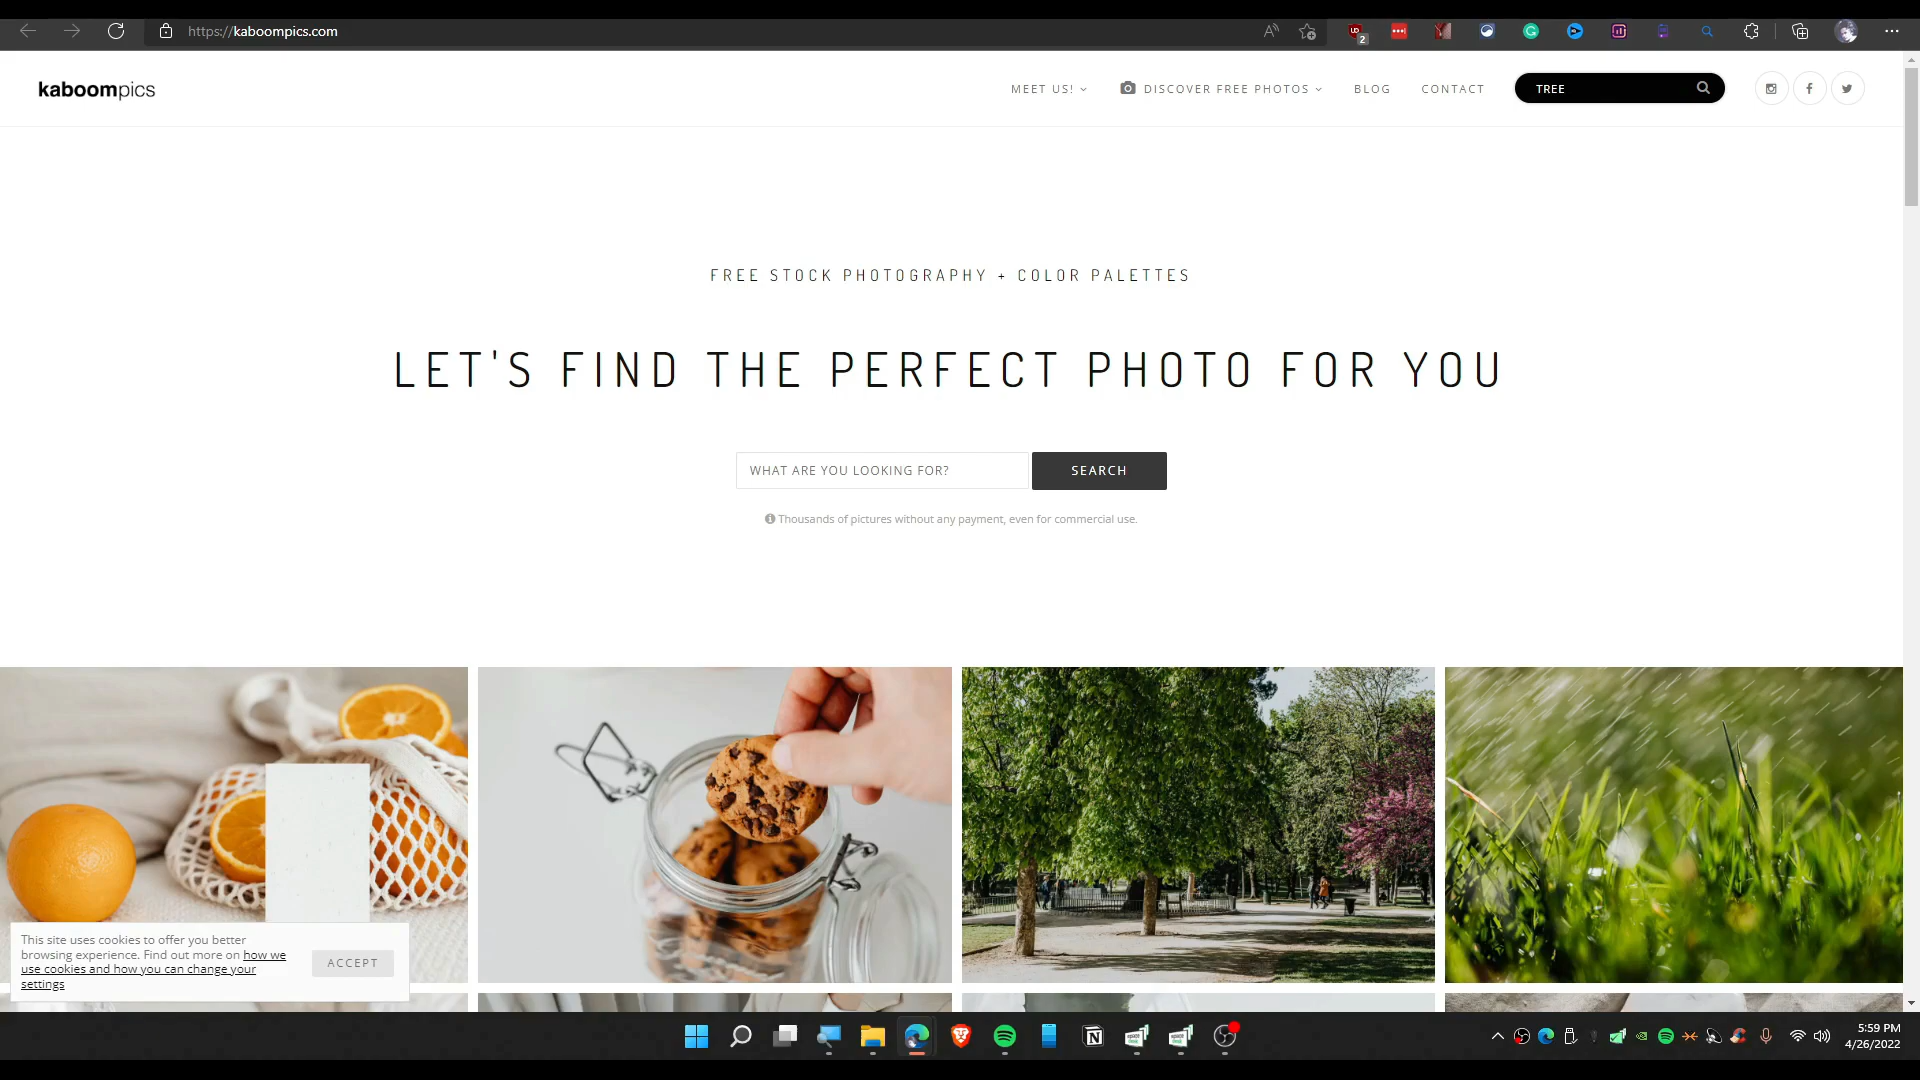 https://kaboompics.com
2
kaboompics
MEET US!
DISCOVER FREE PHOTOS
BLOG
CONTACT
TREE
FREE STOCK PHOTOGRAPHY + COLOR PALETTES
LET'S FIND THE PERFECT PHOTO FOR YOU
WHAT ARE YOU LOOKING FOR?
SEARCH
Thousands of pictures without any payment, even for commercial use.
This site uses cookies to offer you better
browsing experience. Find out more on how we
use cookies and how you can change your
settings
ACCEPT
5:59 PM
4/26/2022